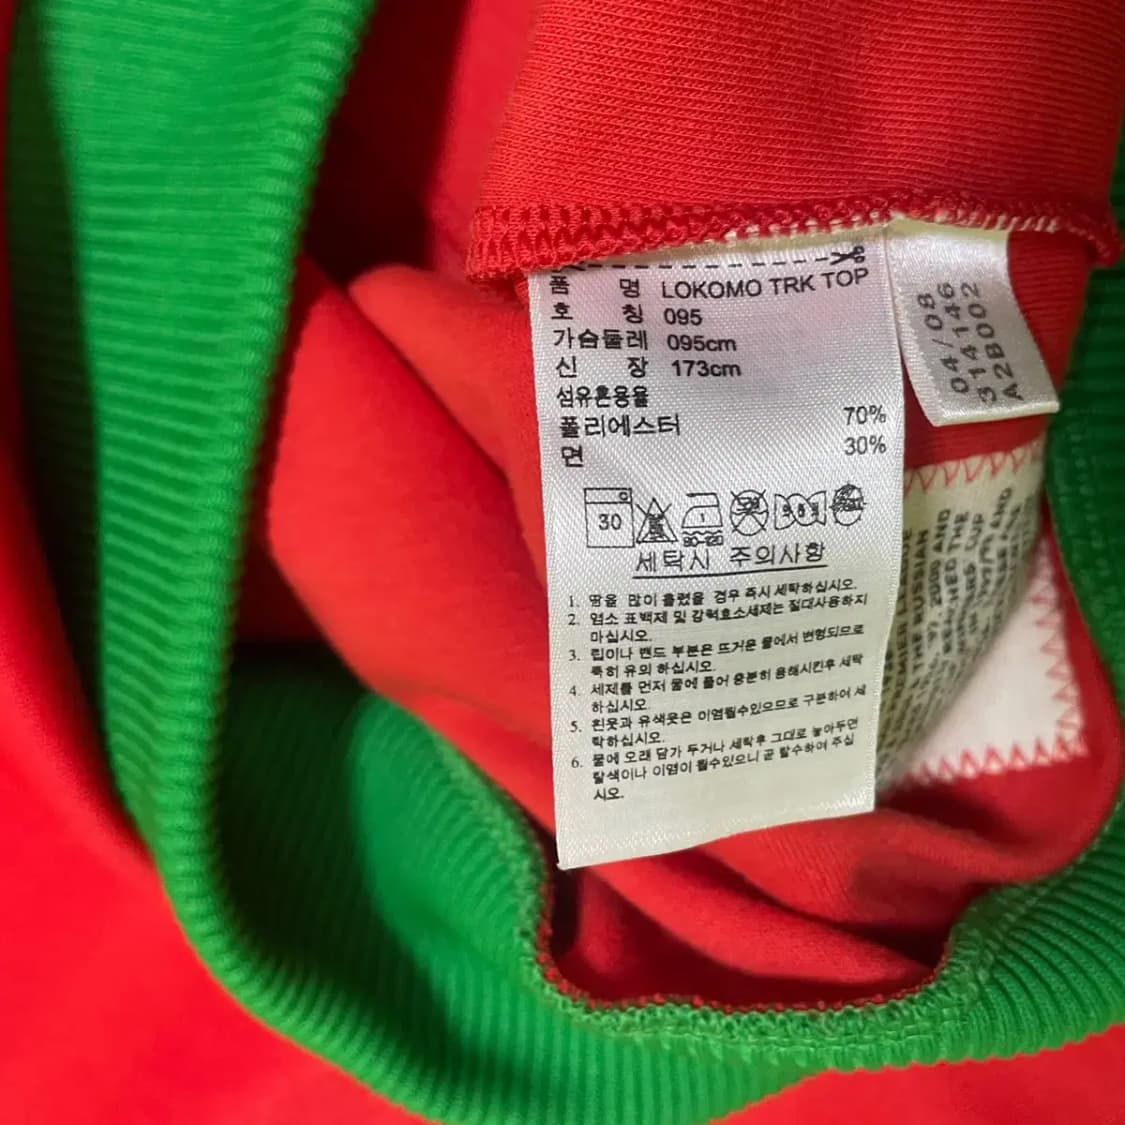 품 명 LOKOMO TRK TOP
호 칭 095
가슴둘레 095cm
신 장 173cm
섬유혼용율
폴리에스터 70%
면 30%
30
세탁시 주의사항
1. 땀을 많이 흘렸을 경우 즉시 세탁하십시오.
2. 염소 표백제 및 강력효소세제는 절대사용하지
마십시오.
3. 립이나 밴드 부분은 뜨거운 물에서 변형되므로
특히 유의 하십시오.
4. 세제를 먼저 물에 풀어 충분히 용해시킨후 세탁
하십시오.
5. 흰옷과 유색옷은 이염될수있으므로 구분하여 세
탁하십시오.
6. 물에 오래 담가 두거나 세탁후 그대로 놓아두면
탈색이나 이염이 될수있으니 곧 탈수하여 주십
시오.
04/08
314146
A2B002
THE RUSSIAN
2000 AND
REACHED THE
CUP
AND